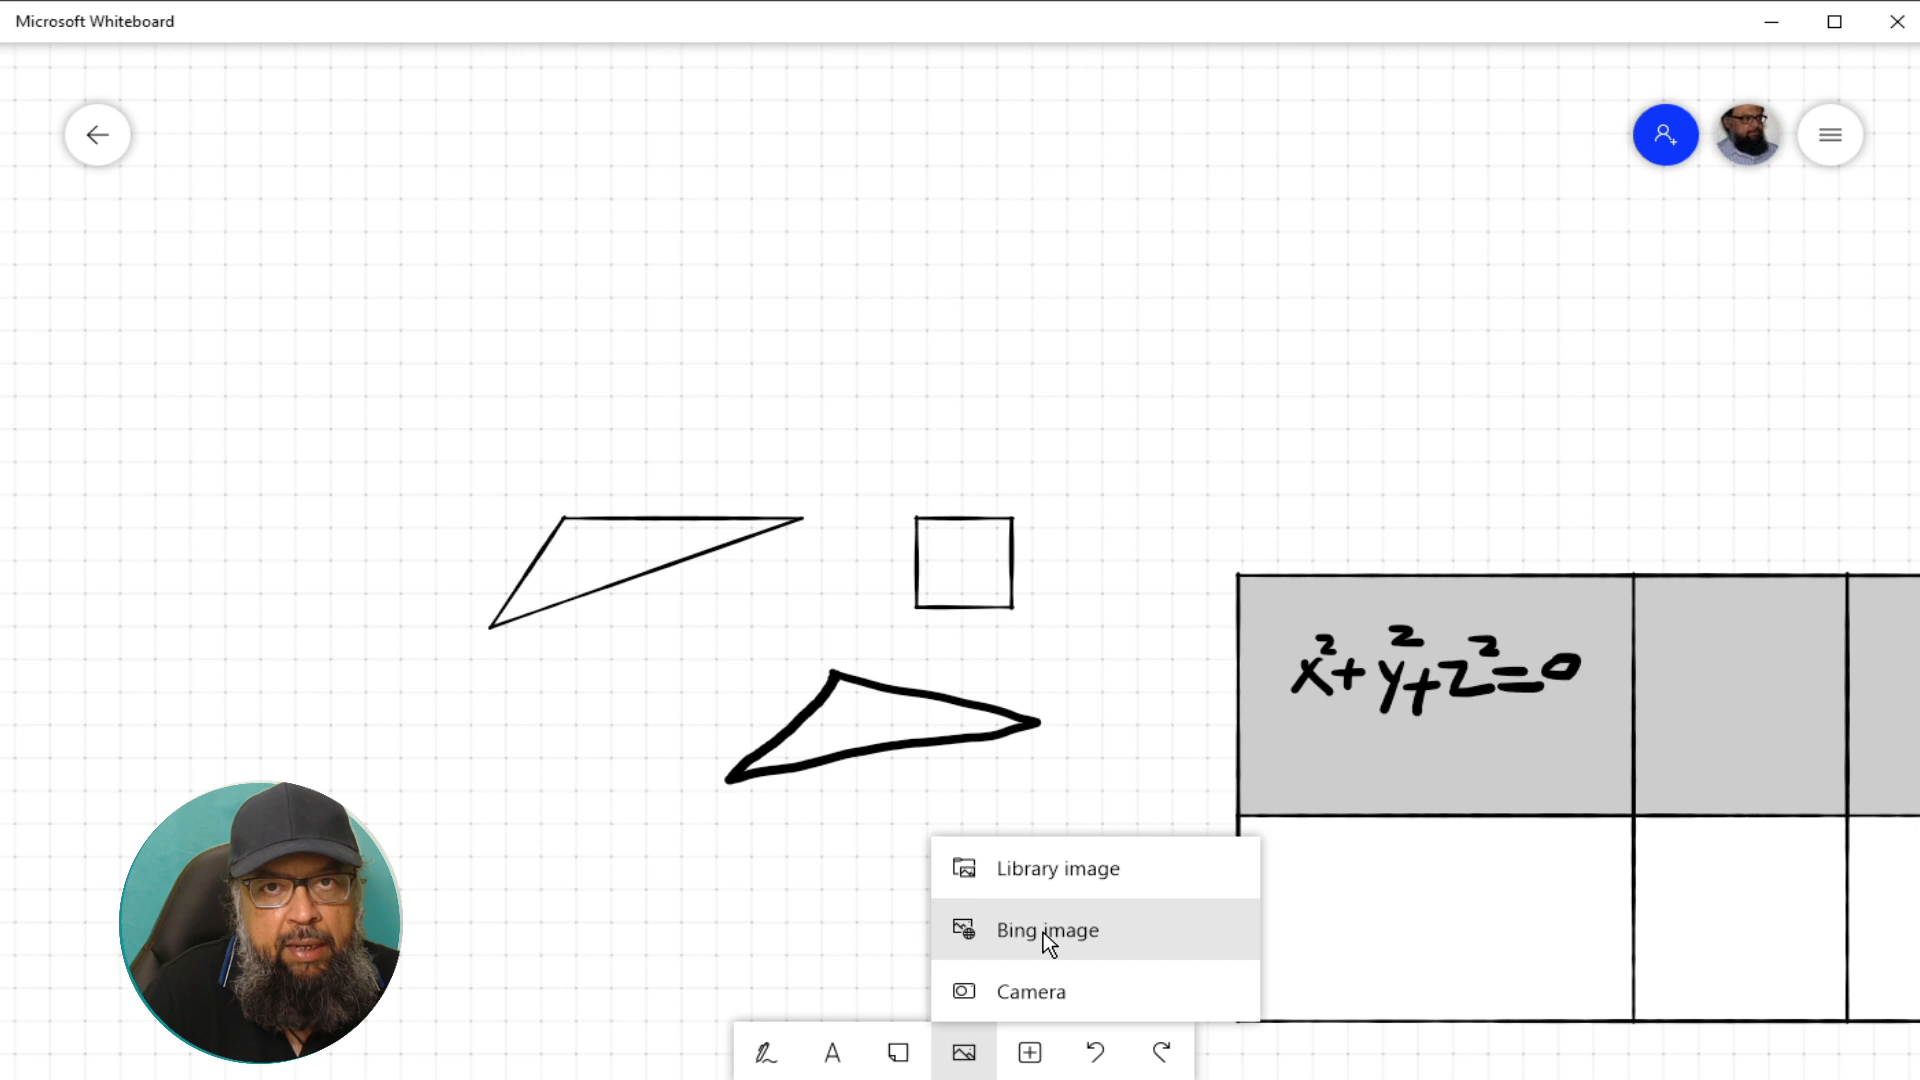 Microsoft Whiteboard
x²+y²+z²=0
Library image
Bing image
Camera
A